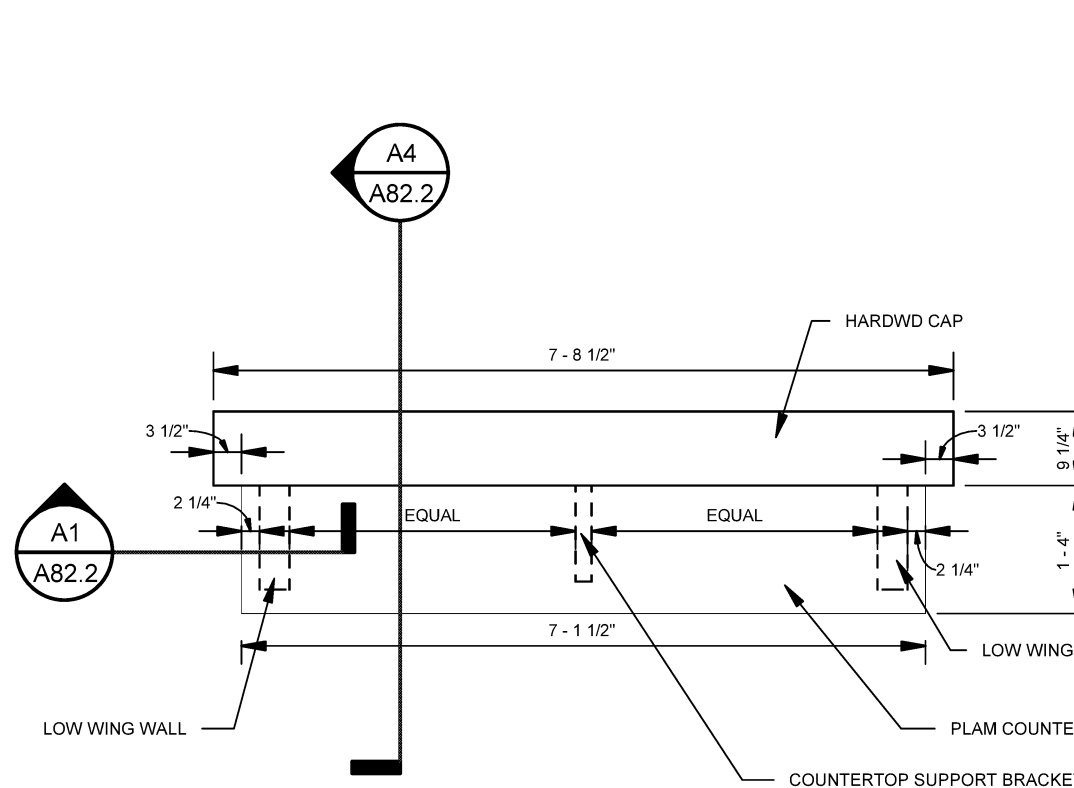 A4
A82.2
HARDWD CAP
7 - 8 1/2"
3 1/2"
3 1/2"
9 1/4"
2 1/4"
EQUAL
EQUAL
A1
A82.2
1 - 4"
2 1/4"
7 - 1 1/2"
LOW WING
LOW WING WALL
PLAM COUNTE
COUNTERTOP SUPPORT BRACKE